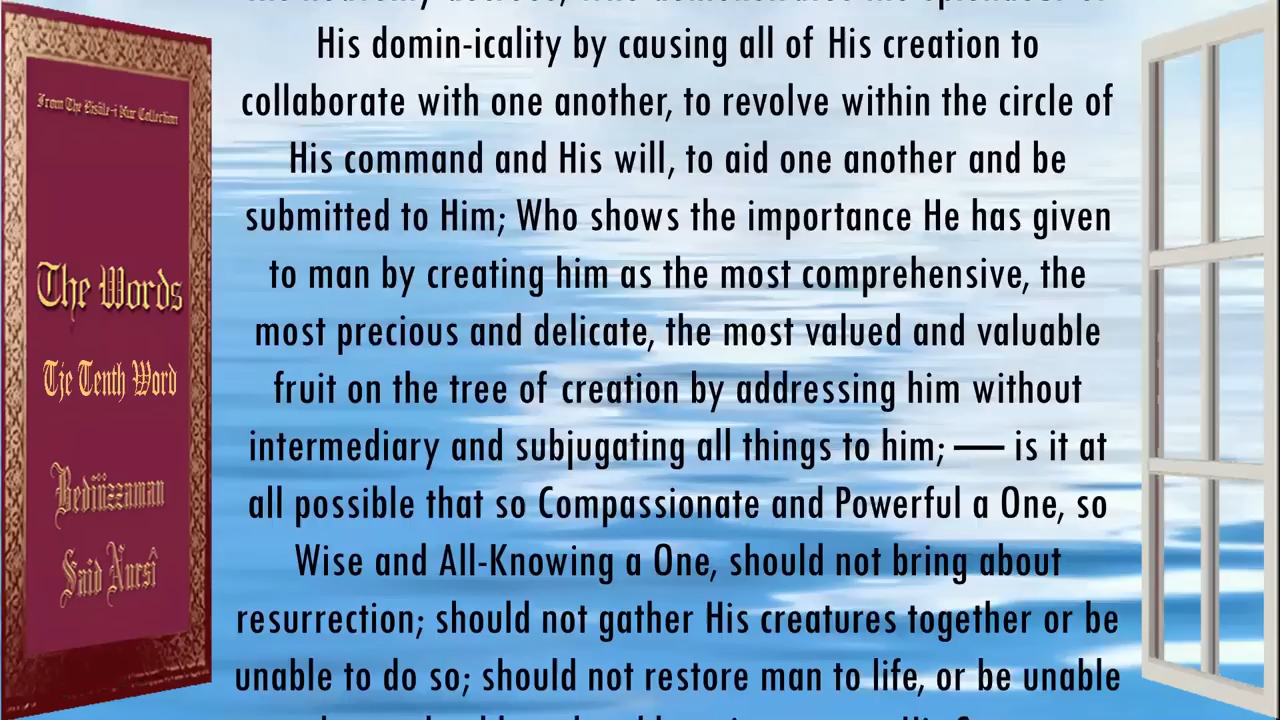 From The Risâle-i Nur Collection
The Words
Tje Tenth Word
Bediüzzaman
Said Nursî
His domin-icality by causing all of His creation to
collaborate with one another, to revolve within the circle of
His command and His will, to aid one another and be
submitted to Him; Who shows the importance He has given
to man by creating him as the most comprehensive, the
most precious and delicate, the most valued and valuable
fruit on the tree of creation by addressing him without
intermediary and subjugating all things to him; — is it at
all possible that so Compassionate and Powerful a One, so
Wise and All-Knowing a One, should not bring about
resurrection; should not gather His creatures together or be
unable to do so; should not restore man to life, or be unable